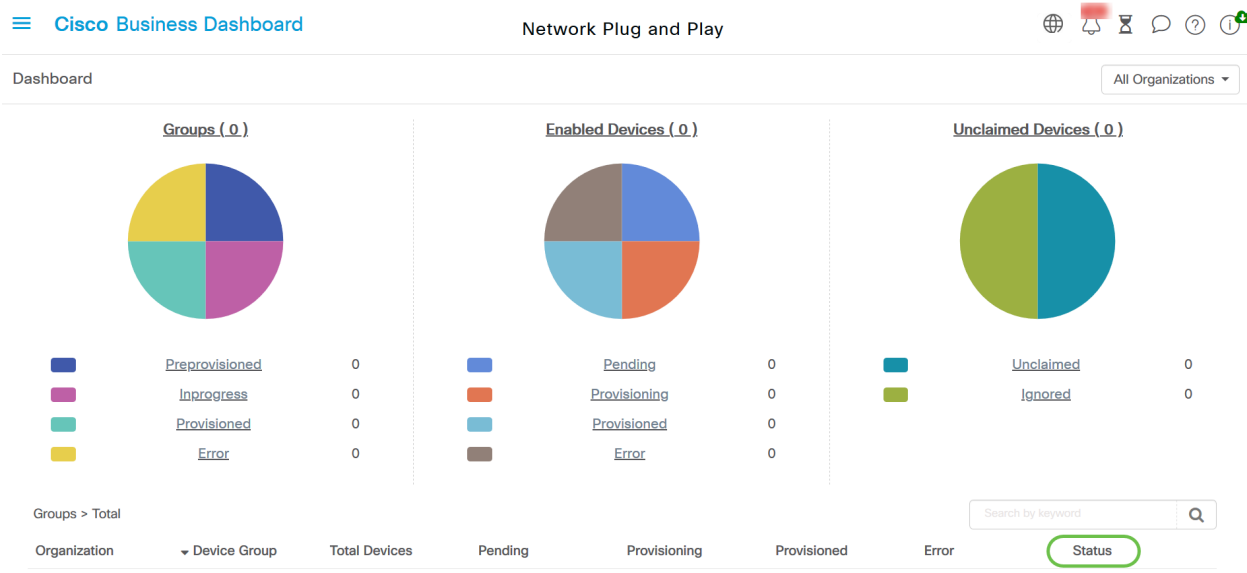 Cisco Business Dashboard
Network Plug and Play
Dashboard
All Organizations
Groups ( 0 )
Preprovisioned 0
Inprogress 0
Provisioned 0
Error 0
Enabled Devices ( 0 )
Pending 0
Provisioning 0
Provisioned 0
Error 0
Unclaimed Devices ( 0 )
Unclaimed 0
Ignored 0
Groups > Total
Search by keyword
Organization Device Group Total Devices Pending Provisioning Provisioned Error Status